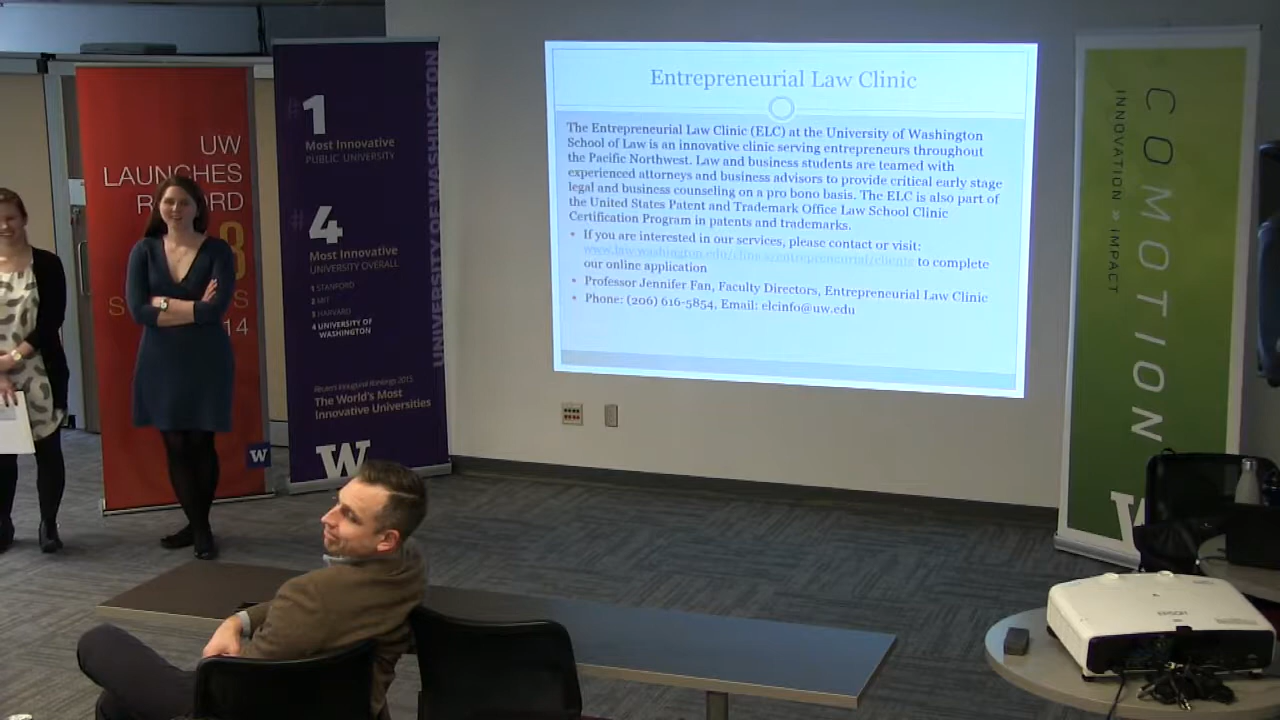 UW
LAUNCHES
#1
Most Innovative
PUBLIC UNIVERSITY
#4
Most Innovative
UNIVERSITY OVERALL
1 STANFORD
2 MIT
3 HARVARD
4 UNIVERSITY OF
WASHINGTON
Reuters Inaugural Rankings 2015
The World's Most
Innovative Universities
W
UNIVERSITY OF WASHINGTON
14
W
Entrepreneurial Law Clinic
The Entrepreneurial Law Clinic (ELC) at the University of Washington
School of Law is an innovative clinic serving entrepreneurs throughout
the Pacific Northwest. Law and business students are teamed with
experienced attorneys and business advisors to provide critical early stage
legal and business counseling on a pro bono basis. The ELC is also part of
the United States Patent and Trademark Office Law School Clinic
Certification Program in patents and trademarks.
• If you are interested in our services, please contact or visit:
www.law.washington.edu/clinics/entrepreneurial/clients to complete
our online application
• Professor Jennifer Fan, Faculty Directors, Entrepreneurial Law Clinic
• Phone: (206) 616-5854, Email: elcinfo@uw.edu
COMOTION
INNOVATION » IMPACT
W
EPSON